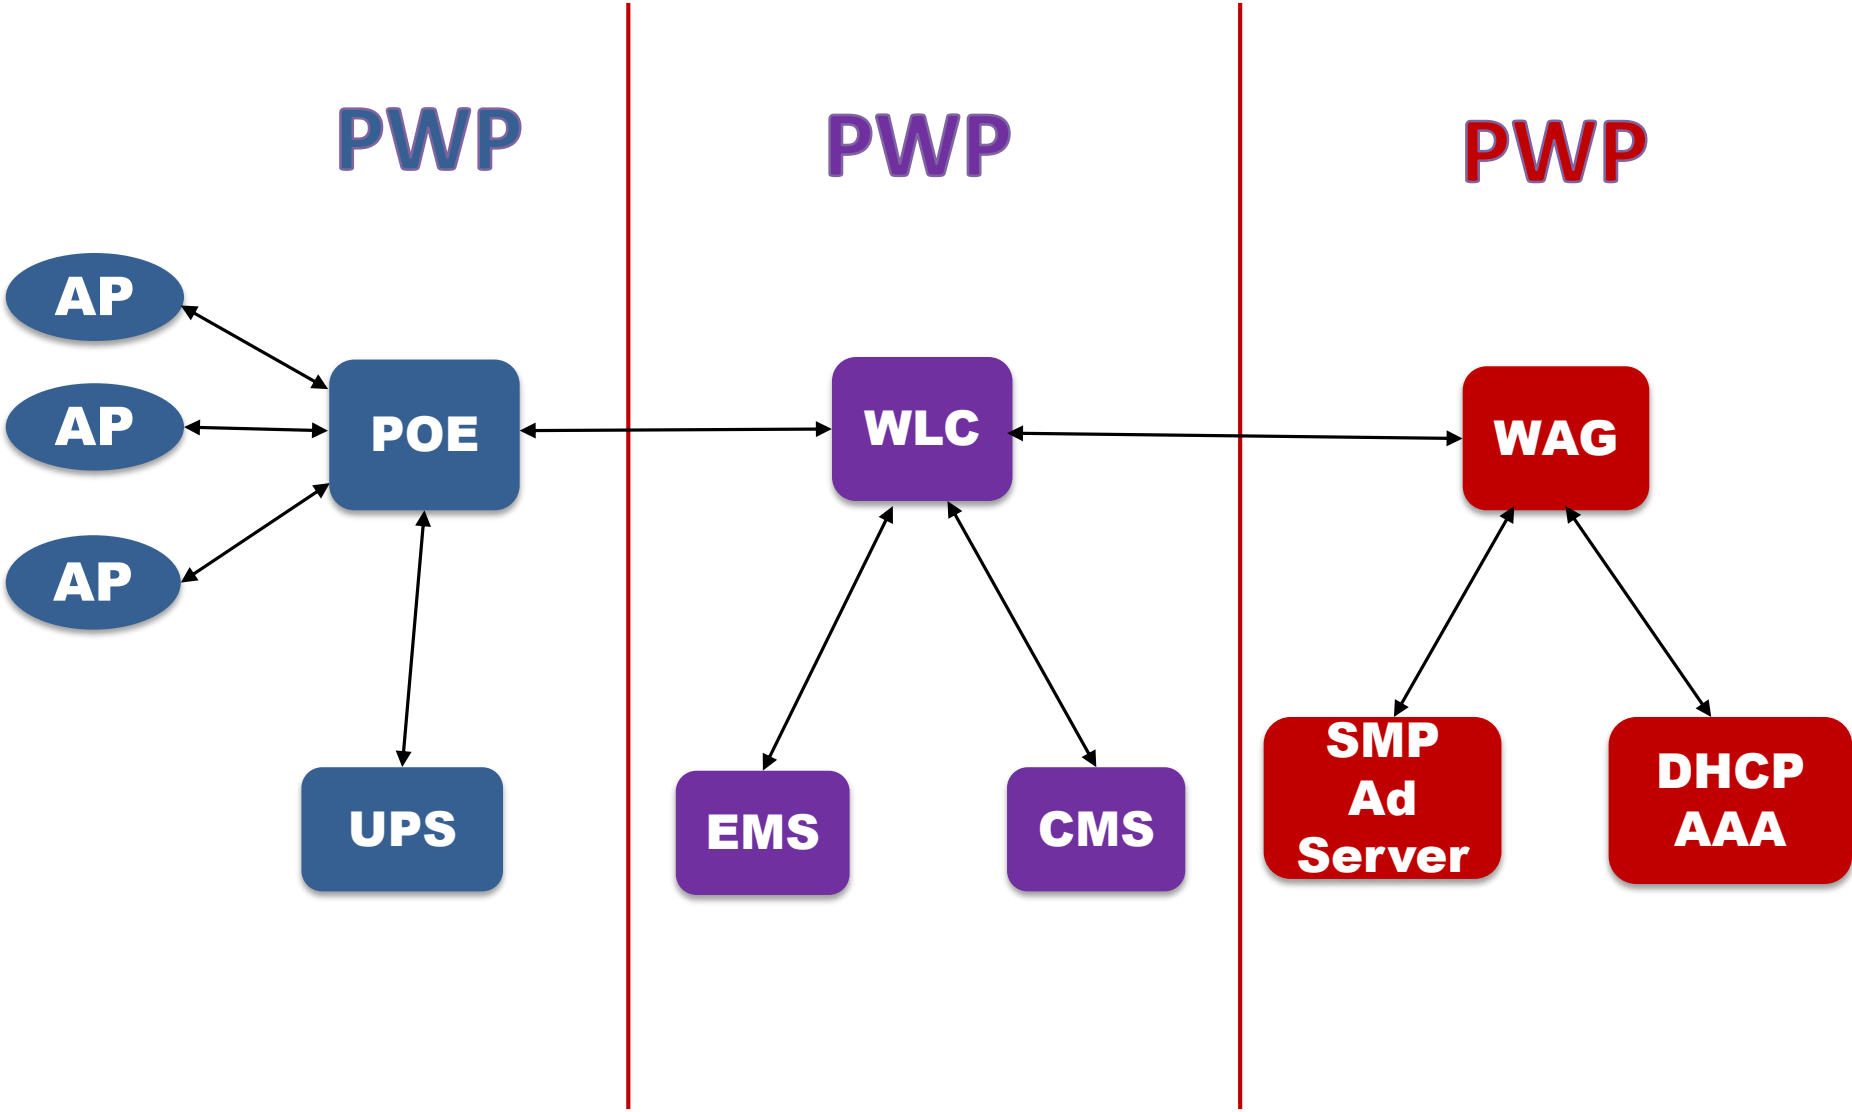 PWP
PWP
PWP
AP
AP
AP
POE
UPS
WLC
EMS
CMS
WAG
SMP
Ad
Server
DHCP
AAA